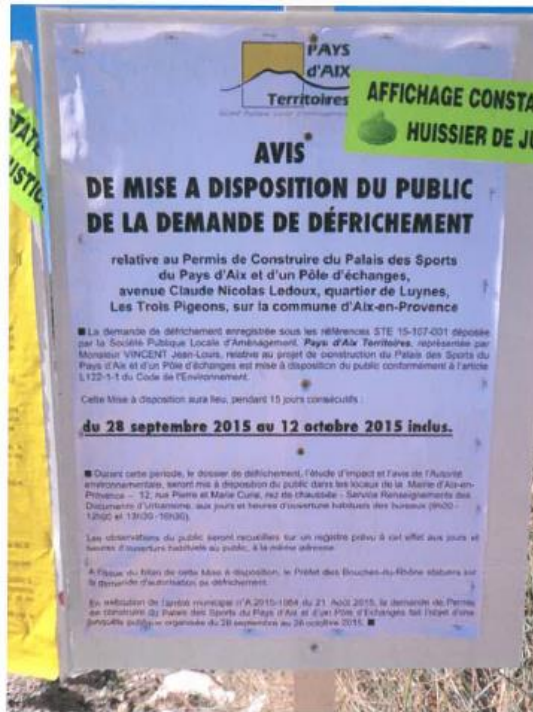 PAYS
d'AIX
Territoires
AFFICHAGE CONSTA
HUISSIER DE JU
AVIS
DE MISE A DISPOSITION DU PUBLIC
DE LA DEMANDE DE DÉFRICHEMENT
relative au Permis de Construire du Palais des Sports
du Pays d'Aix et d'un Pôle d'échanges,
avenue Claude Nicolas Ledoux, quartier de Luynes,
Les Trois Pigeons, sur la commune d'Aix-en-Provence
■ La demande de défrichement enregistrée sous les références STE 15-107-001 déposée
par la Société Publique Locale d'Aménagement, Pays d'Aix Territoires, représentée par
Monsieur VINCENT Jean-Louis, relative au projet de construction du Palais des Sports du
Pays d'Aix et d'un Pôle d'échanges est mise à disposition du public conformément à l'article
L122-1-1 du Code de l'Environnement.
Cette Mise à disposition aura lieu, pendant 15 jours consécutifs :
du 28 septembre 2015 au 12 octobre 2015 inclus.
■ Durant cette période, le dossier de défrichement, l'étude d'impact et l'avis de l'Autorité
environnementale, seront mis à disposition du public dans les locaux de la Mairie d'Aix-en-
Provence - 12, rue Pierre et Marie Curie, rez de chaussée - Service Renseignements des
Documents d'Urbanisme, aux jours et heures d'ouverture habituels des bureaux (8h30 -
12h00 et 13h30 -16h30).
Les observations du public seront recueillies sur un registre prévu à cet effet aux jours et
heures d'ouverture habituels au public, à la même adresse.
A l'issue du bilan de cette Mise à disposition, le Préfet des Bouches-du-Rhône statuera sur
la demande d'autorisation de défrichement.
En exécution de l'arrêté municipal n°A.2015-1064 du 21 Août 2015, la demande de Permis
de construire du Palais des Sports du Pays d'Aix et d'un Pôle d'Echanges fait l'objet d'une
enquête publique organisée du 28 septembre au 28 octobre 2015. ■